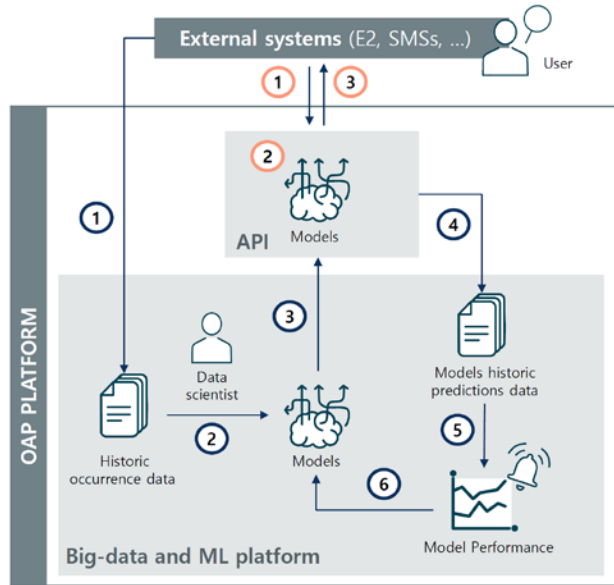 External systems (E2, SMSs, ...)
User
1
3
2
Models
API
1
4
3
Data
scientist
Models historic
predictions data
2
Historic
occurrence data
Models
5
6
Model Performance
Big-data and ML platform
OAP PLATFORM